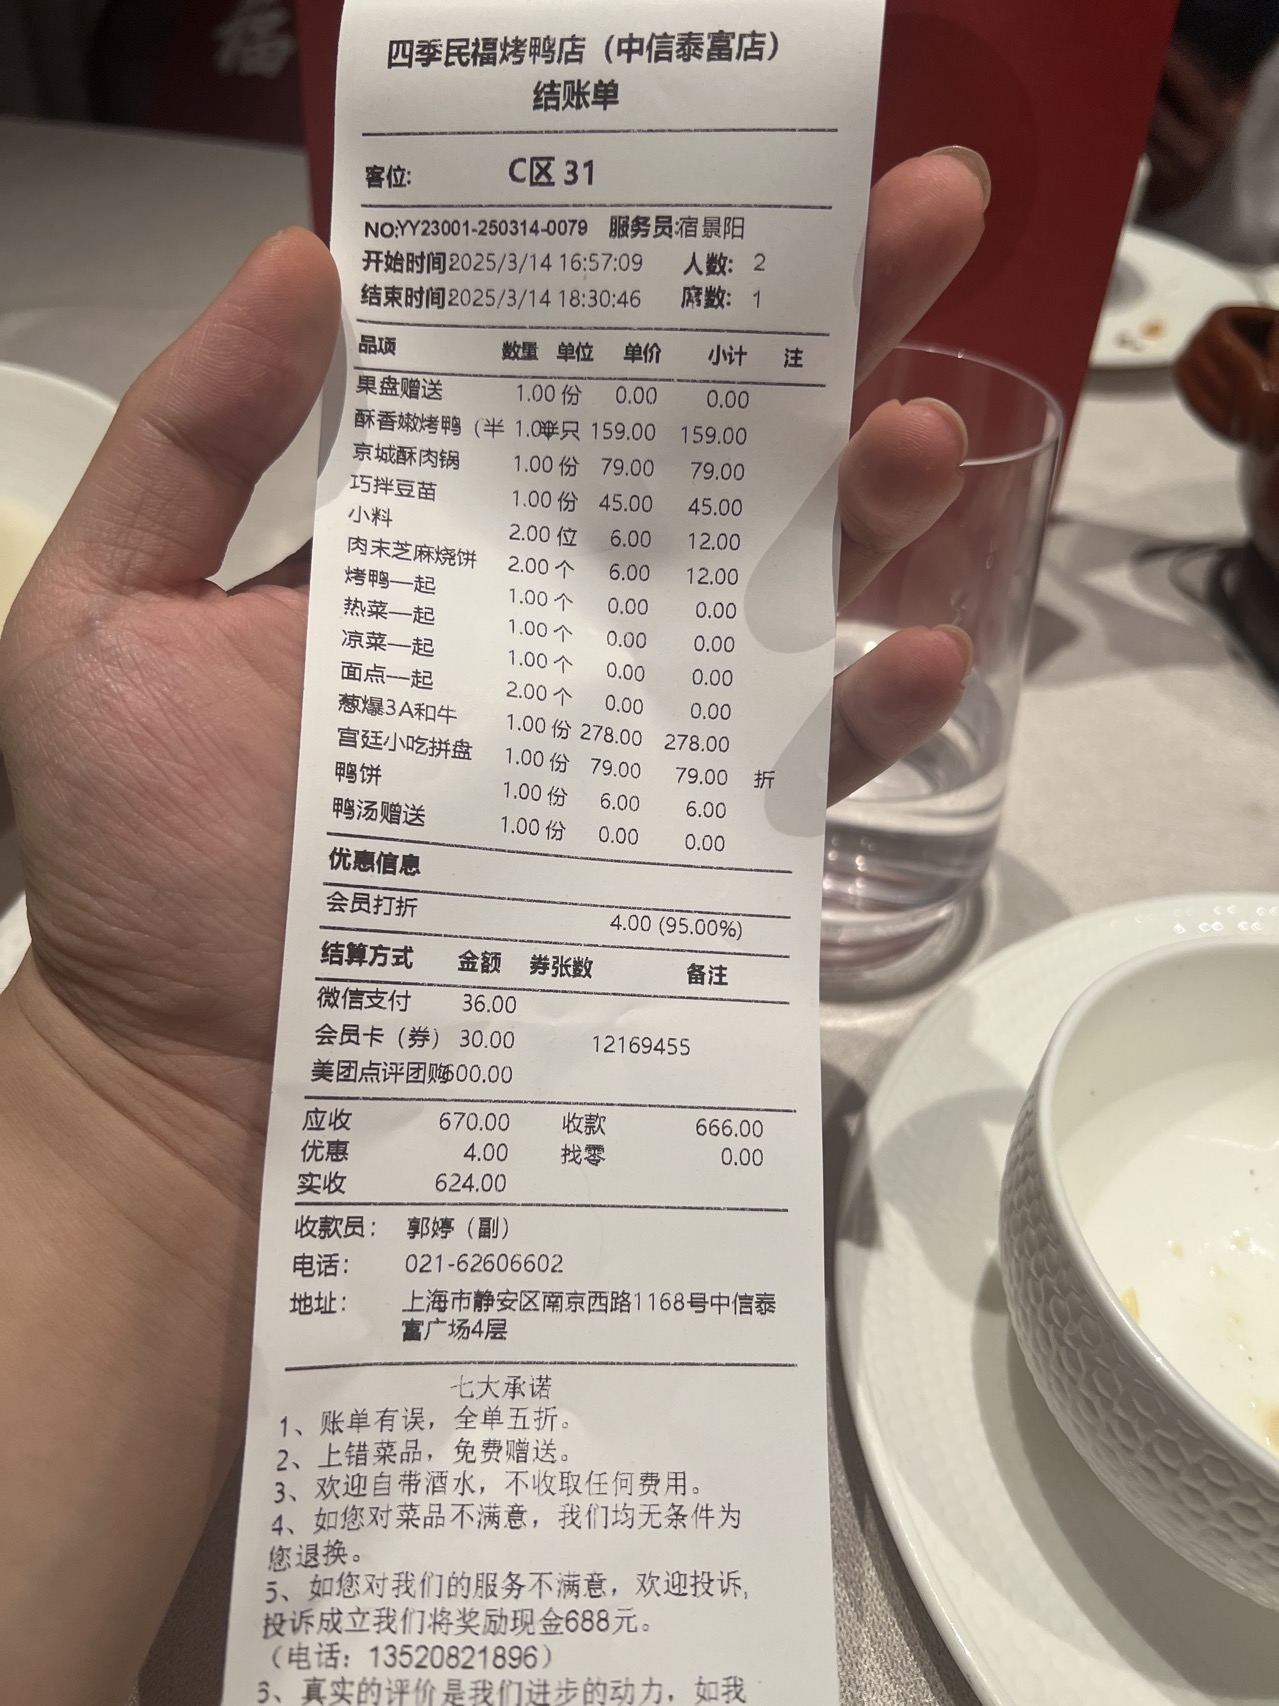 福
四季民福烤鸭店（中信泰富店）
结账单
客位: C区 31
NO:YY23001-250314-0079 服务员:宿景阳
开始时间2025/3/14 16:57:09 人数: 2
结束时间2025/3/14 18:30:46 席数: 1
品项 数量 单位 单价 小计 注
果盘赠送 1.00 份 0.00 0.00
酥香嫩烤鸭（半 1.00半只 159.00 159.00
京城酥肉锅 1.00 份 79.00 79.00
巧拌豆苗 1.00 份 45.00 45.00
小料 2.00 位 6.00 12.00
肉末芝麻烧饼 2.00 个 6.00 12.00
烤鸭—起 1.00 个 0.00 0.00
热菜—起 1.00 个 0.00 0.00
凉菜—起 1.00 个 0.00 0.00
面点—起 2.00 个 0.00 0.00
葱爆3A和牛 1.00 份 278.00 278.00
宫廷小吃拼盘 1.00 份 79.00 79.00 折
鸭饼 1.00 份 6.00 6.00
鸭汤赠送 1.00 份 0.00 0.00
优惠信息
会员打折 4.00 (95.00%)
结算方式 金额 券张数 备注
微信支付 36.00
会员卡（券） 30.00 12169455
美团点评团购600.00
应收 670.00 收款 666.00
优惠 4.00 找零 0.00
实收 624.00
收款员： 郭婷（副）
电话： 021-62606602
地址： 上海市静安区南京西路1168号中信泰
富广场4层
七大承诺
1、账单有误，全单五折。
2、上错菜品，免费赠送。
3、欢迎自带酒水，不收取任何费用。
4、如您对菜品不满意，我们均无条件为
您退换。
5、如您对我们的服务不满意，欢迎投诉,
投诉成立我们将奖励现金688元。
（电话：13520821896）
、真实的评价是我们进步的动力，如我